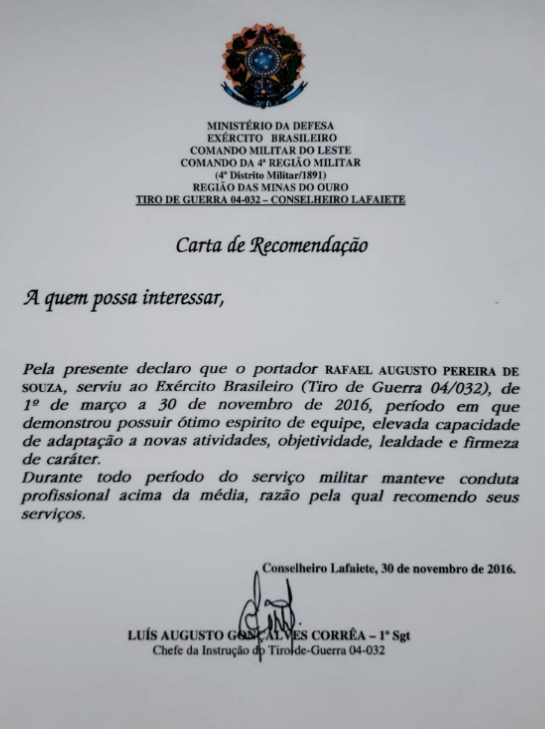 MINISTÉRIO DA DEFESA
EXÉRCITO BRASILEIRO
COMANDO MILITAR DO LESTE
COMANDO DA 4ª REGIÃO MILITAR
(4º Distrito Militar/1891)
REGIÃO DAS MINAS DO OURO
TIRO DE GUERRA 04-032 – CONSELHEIRO LAFAIETE
Carta de Recomendação
A quem possa interessar,
Pela presente declaro que o portador RAFAEL AUGUSTO PEREIRA DE
SOUZA, serviu ao Exército Brasileiro (Tiro de Guerra 04/032), de
1º de março a 30 de novembro de 2016, período em que
demonstrou possuir ótimo espirito de equipe, elevada capacidade
de adaptação a novas atividades, objetividade, lealdade e firmeza
de caráter.
Durante todo período do serviço militar manteve conduta
profissional acima da média, razão pela qual recomendo seus
serviços.
Conselheiro Lafaiete, 30 de novembro de 2016.
LUÍS AUGUSTO GONÇALVES CORRÊA – 1º Sgt
Chefe da Instrução do Tiro-de-Guerra 04-032